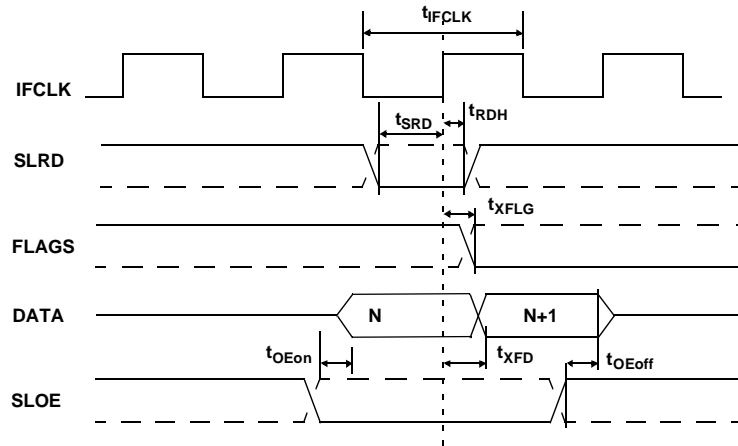 tIFCLK
IFCLK
tSRD
tRDH
SLRD
tXFLG
FLAGS
DATA
N
N+1
tOEon
tXFD
tOEoff
SLOE